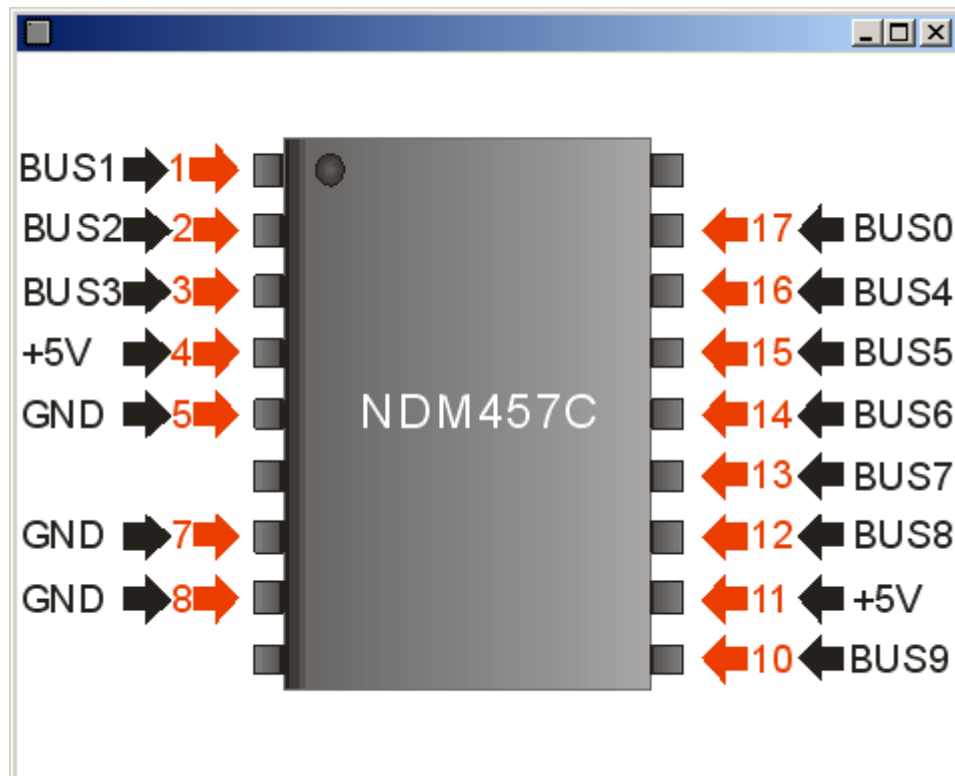 BUS1 1
BUS2 2 17 BUS0
BUS3 3 16 BUS4
+5V 4 15 BUS5
GND 5 NDM457C 14 BUS6
13 BUS7
GND 7 12 BUS8
GND 8 11 +5V
10 BUS9